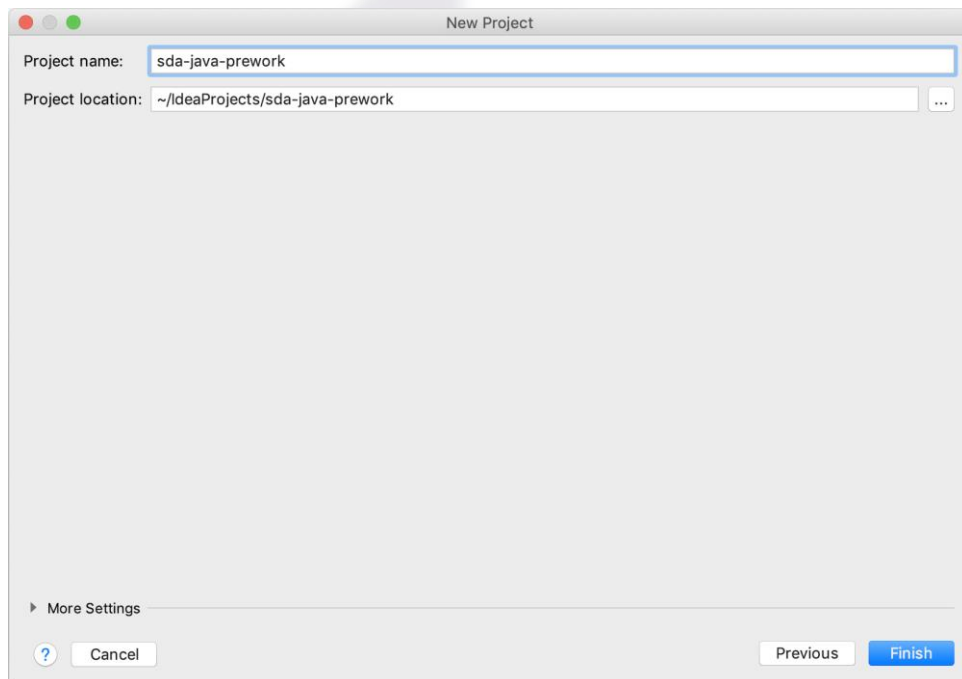 New Project
Project name: sda-java-prework
Project location: ~/IdeaProjects/sda-java-prework ...
More Settings
? Cancel Previous Finish